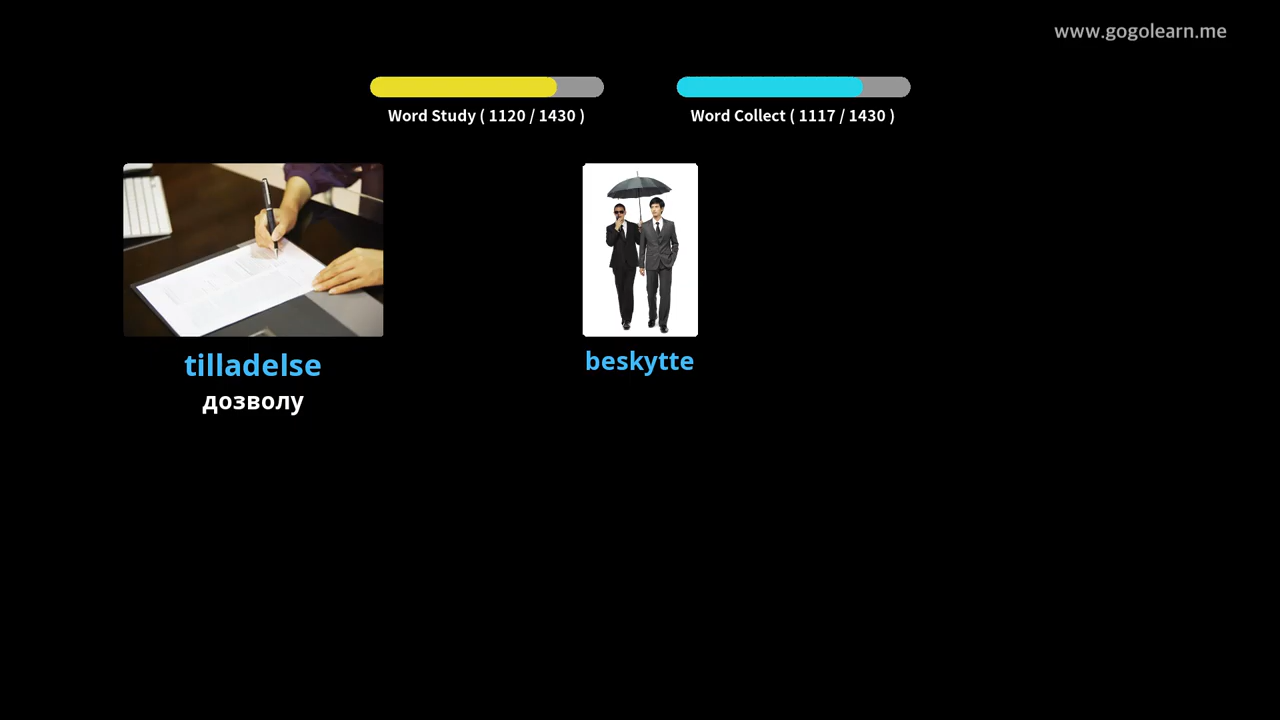 www.gogolearn.me
Word Study ( 1120 / 1430 )
Word Collect ( 1117 / 1430 )
tilladelse
дозволу
beskytte